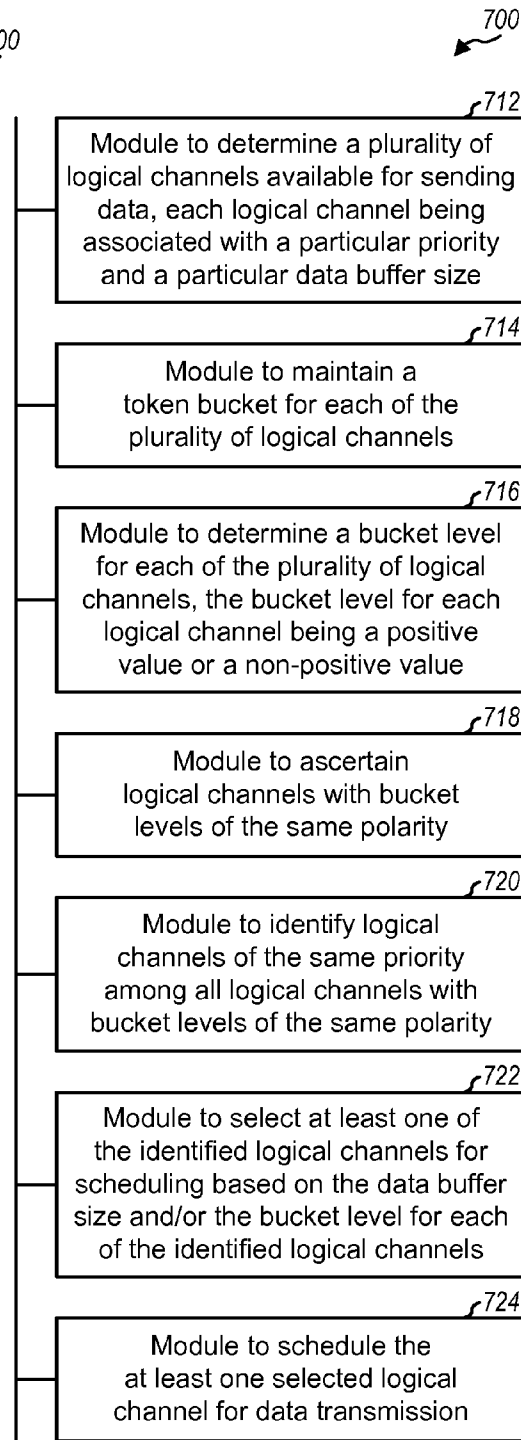 700
712
Module to determine a plurality of
logical channels available for sending
data, each logical channel being
associated with a particular priority
and a particular data buffer size
714
Module to maintain a
token bucket for each of the
plurality of logical channels
716
Module to determine a bucket level
for each of the plurality of logical
channels, the bucket level for each
logical channel being a positive
value or a non-positive value
718
Module to ascertain
logical channels with bucket
levels of the same polarity
720
Module to identify logical
channels of the same priority
among all logical channels with
bucket levels of the same polarity
722
Module to select at least one of
the identified logical channels for
scheduling based on the data buffer
size and/or the bucket level for each
of the identified logical channels
724
Module to schedule the
at least one selected logical
channel for data transmission